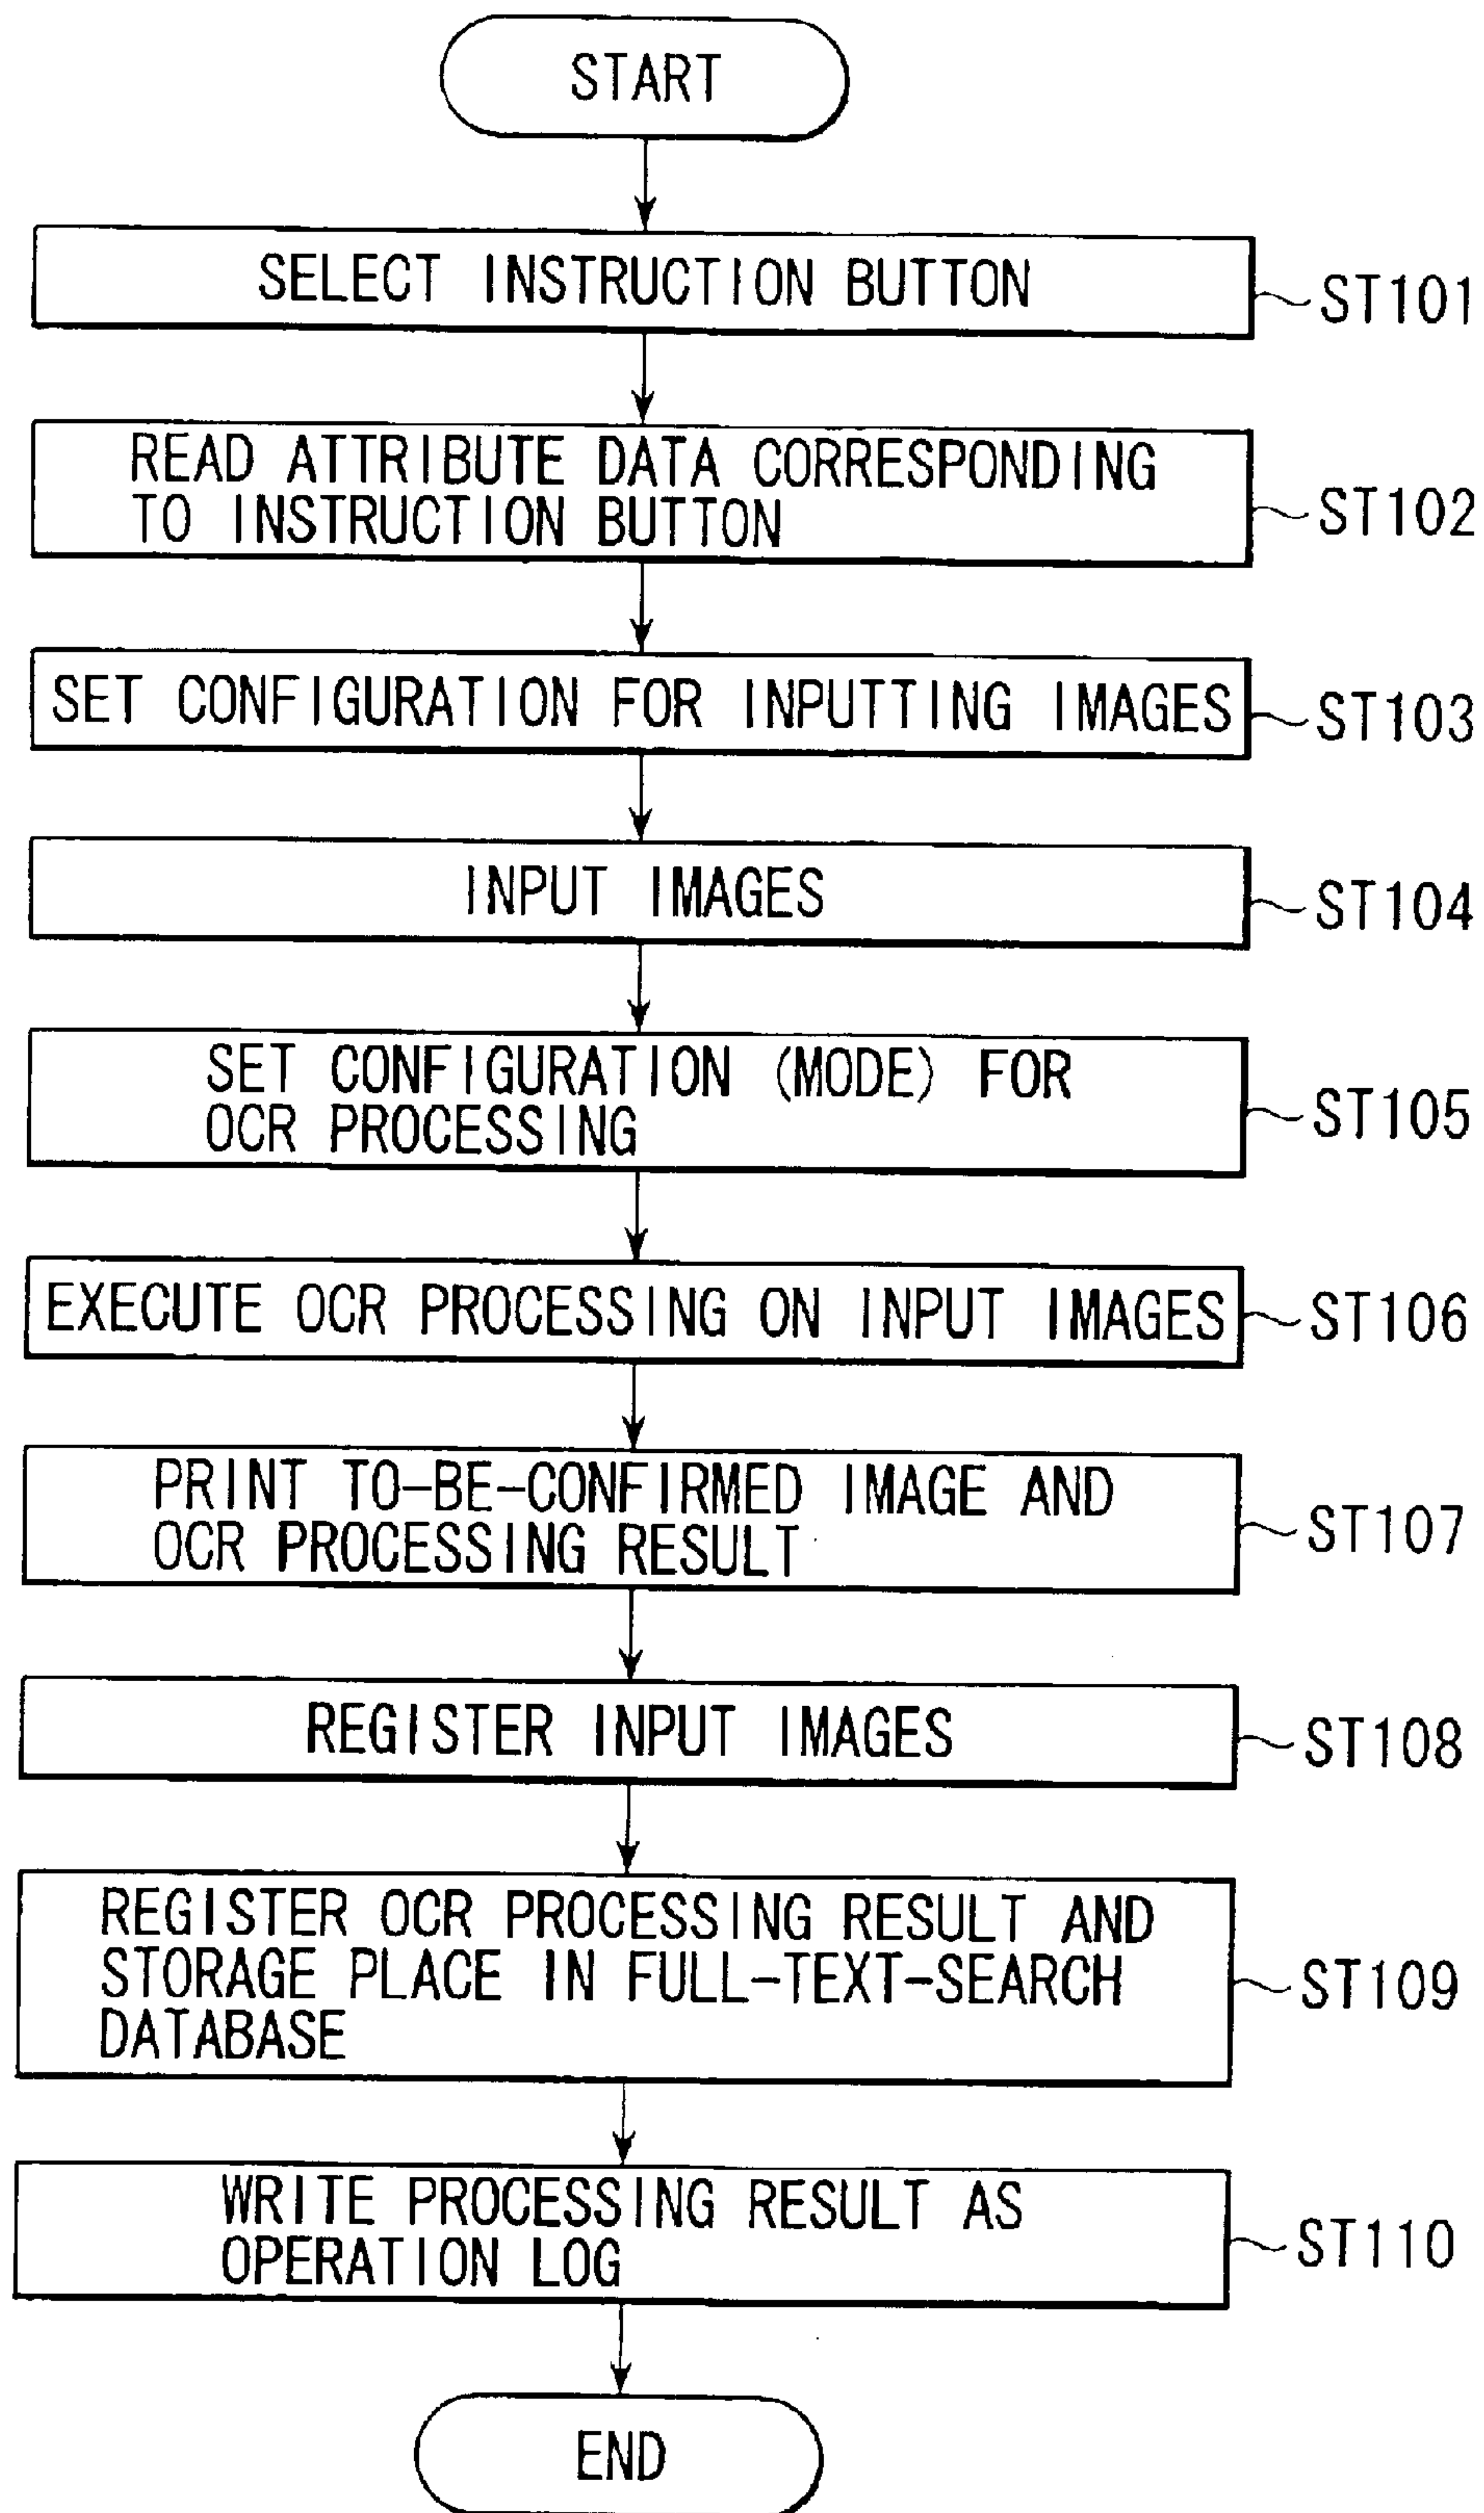 START
SELECT INSTRUCTION BUTTON
ST101
READ ATTRIBUTE DATA CORRESPONDING
TO INSTRUCTION BUTTON
ST102
SET CONFIGURATION FOR INPUTTING IMAGES
ST103
INPUT IMAGES
ST104
SET CONFIGURATION (MODE) FOR
OCR PROCESSING
ST105
EXECUTE OCR PROCESSING ON INPUT IMAGES
ST106
PRINT TO-BE-CONFIRMED IMAGE AND
OCR PROCESSING RESULT
ST107
REGISTER INPUT IMAGES
ST108
REGISTER OCR PROCESSING RESULT AND
STORAGE PLACE IN FULL-TEXT-SEARCH
DATABASE
ST109
WRITE PROCESSING RESULT AS
OPERATION LOG
ST110
END